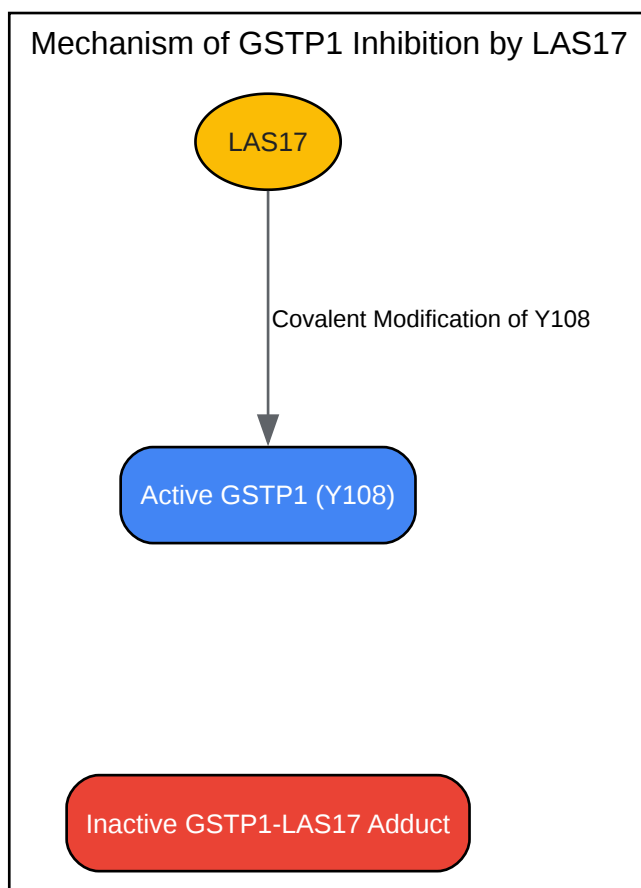 Mechanism of GSTP1 Inhibition by LAS17
LAS17
Covalent Modification of Y108
Active GSTP1 (Y108)
Inactive GSTP1-LAS17 Adduct